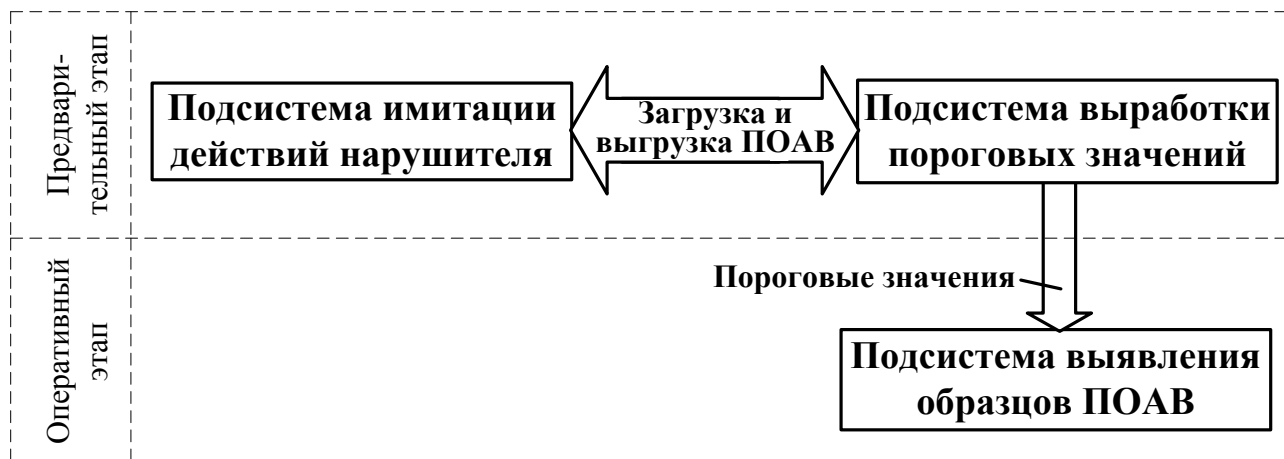 Предвари-
тельный этап
Подсистема имитации
действий нарушителя
Загрузка и
выгрузка ПОАВ
Подсистема выработки
пороговых значений
Оперативный
этап
Пороговые значения
Подсистема выявления
образцов ПОАВ